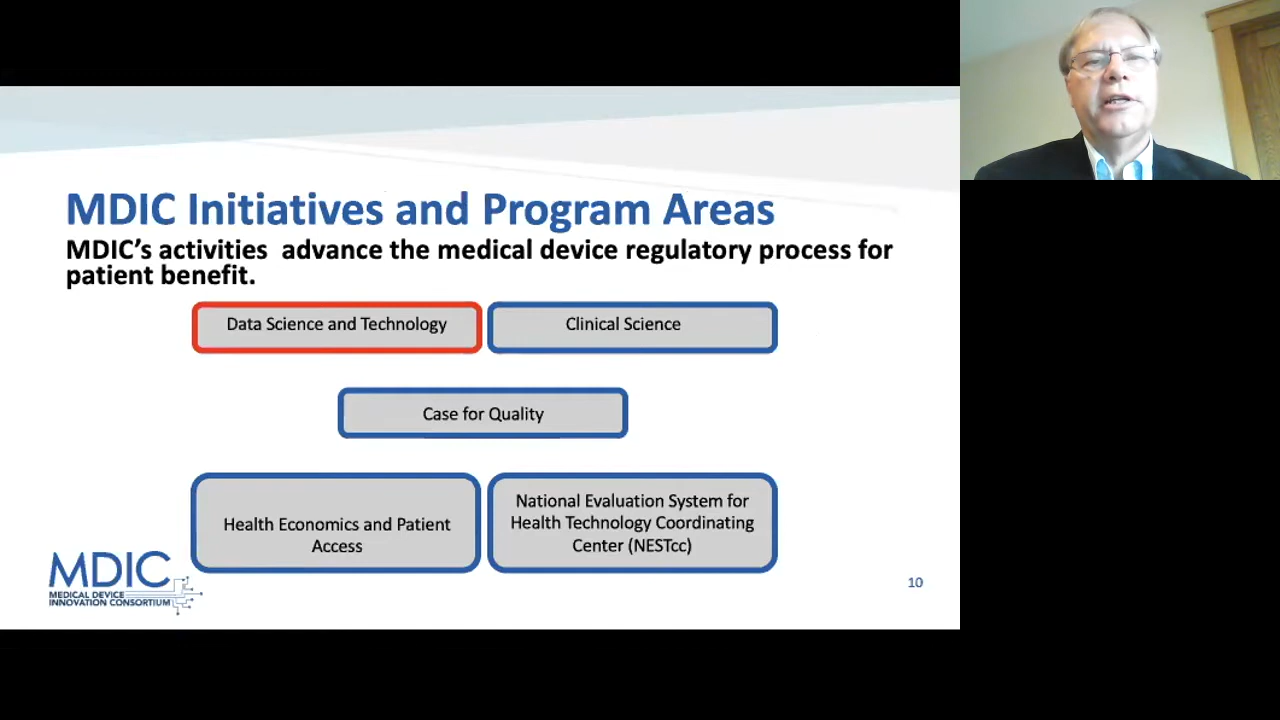 MDIC Initiatives and Program Areas
MDIC’s activities  advance the medical device regulatory process for
patient benefit.
Data Science and Technology
Clinical Science
Case for Quality
Health Economics and Patient
Access
National Evaluation System for
Health Technology Coordinating
Center (NESTcc)
MDIC
MEDICAL DEVICE
INNOVATION CONSORTIUM
10